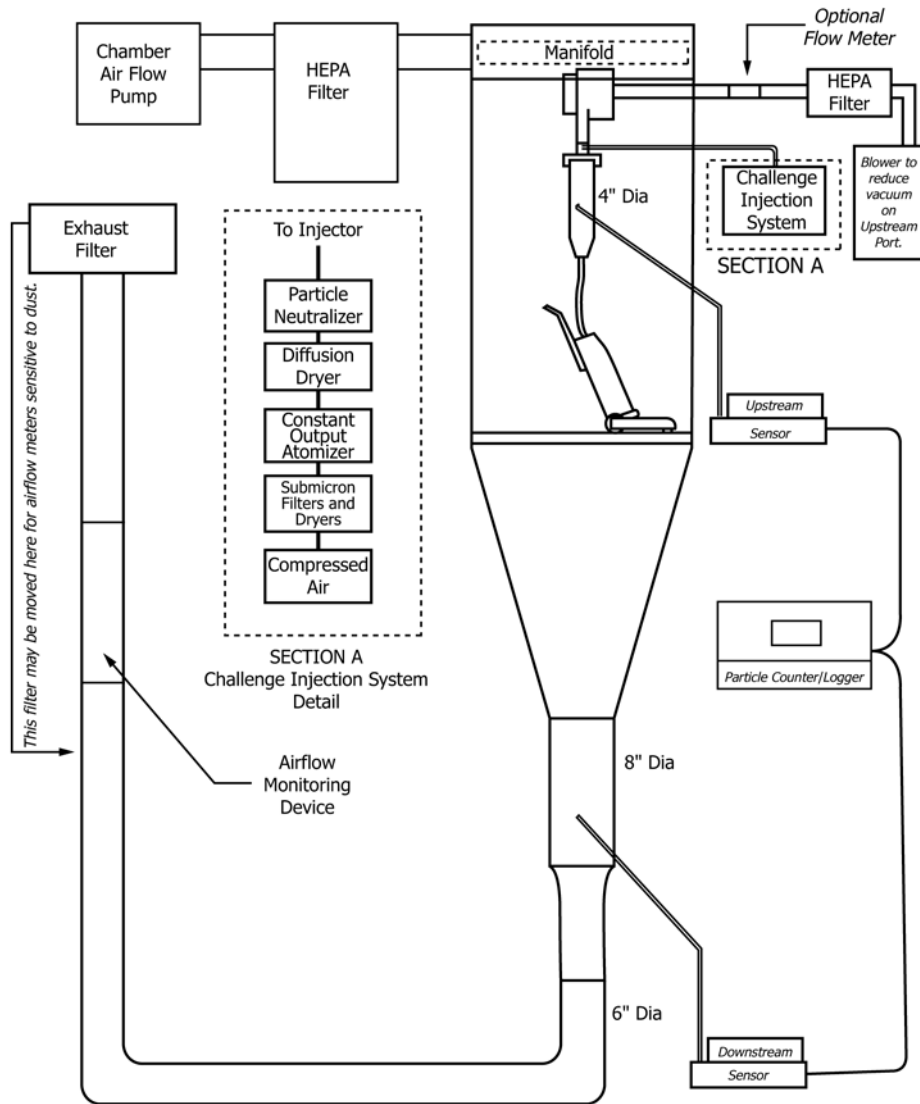 Chamber
Air Flow
Pump
HEPA
Filter
Manifold
Optional
Flow Meter
HEPA
Filter
Blower to
reduce
vacuum
on
Upstream
Port.
Challenge
Injection
System
SECTION A
4" Dia
Exhaust
Filter
This filter may be moved here for airflow meters sensitive to dust.
To Injector
Particle
Neutralizer
Diffusion
Dryer
Constant
Output
Atomizer
Submicron
Filters and
Dryers
Compressed
Air
SECTION A
Challenge Injection System
Detail
Upstream
Sensor
Particle Counter/Logger
Airflow
Monitoring
Device
8" Dia
6" Dia
Downstream
Sensor